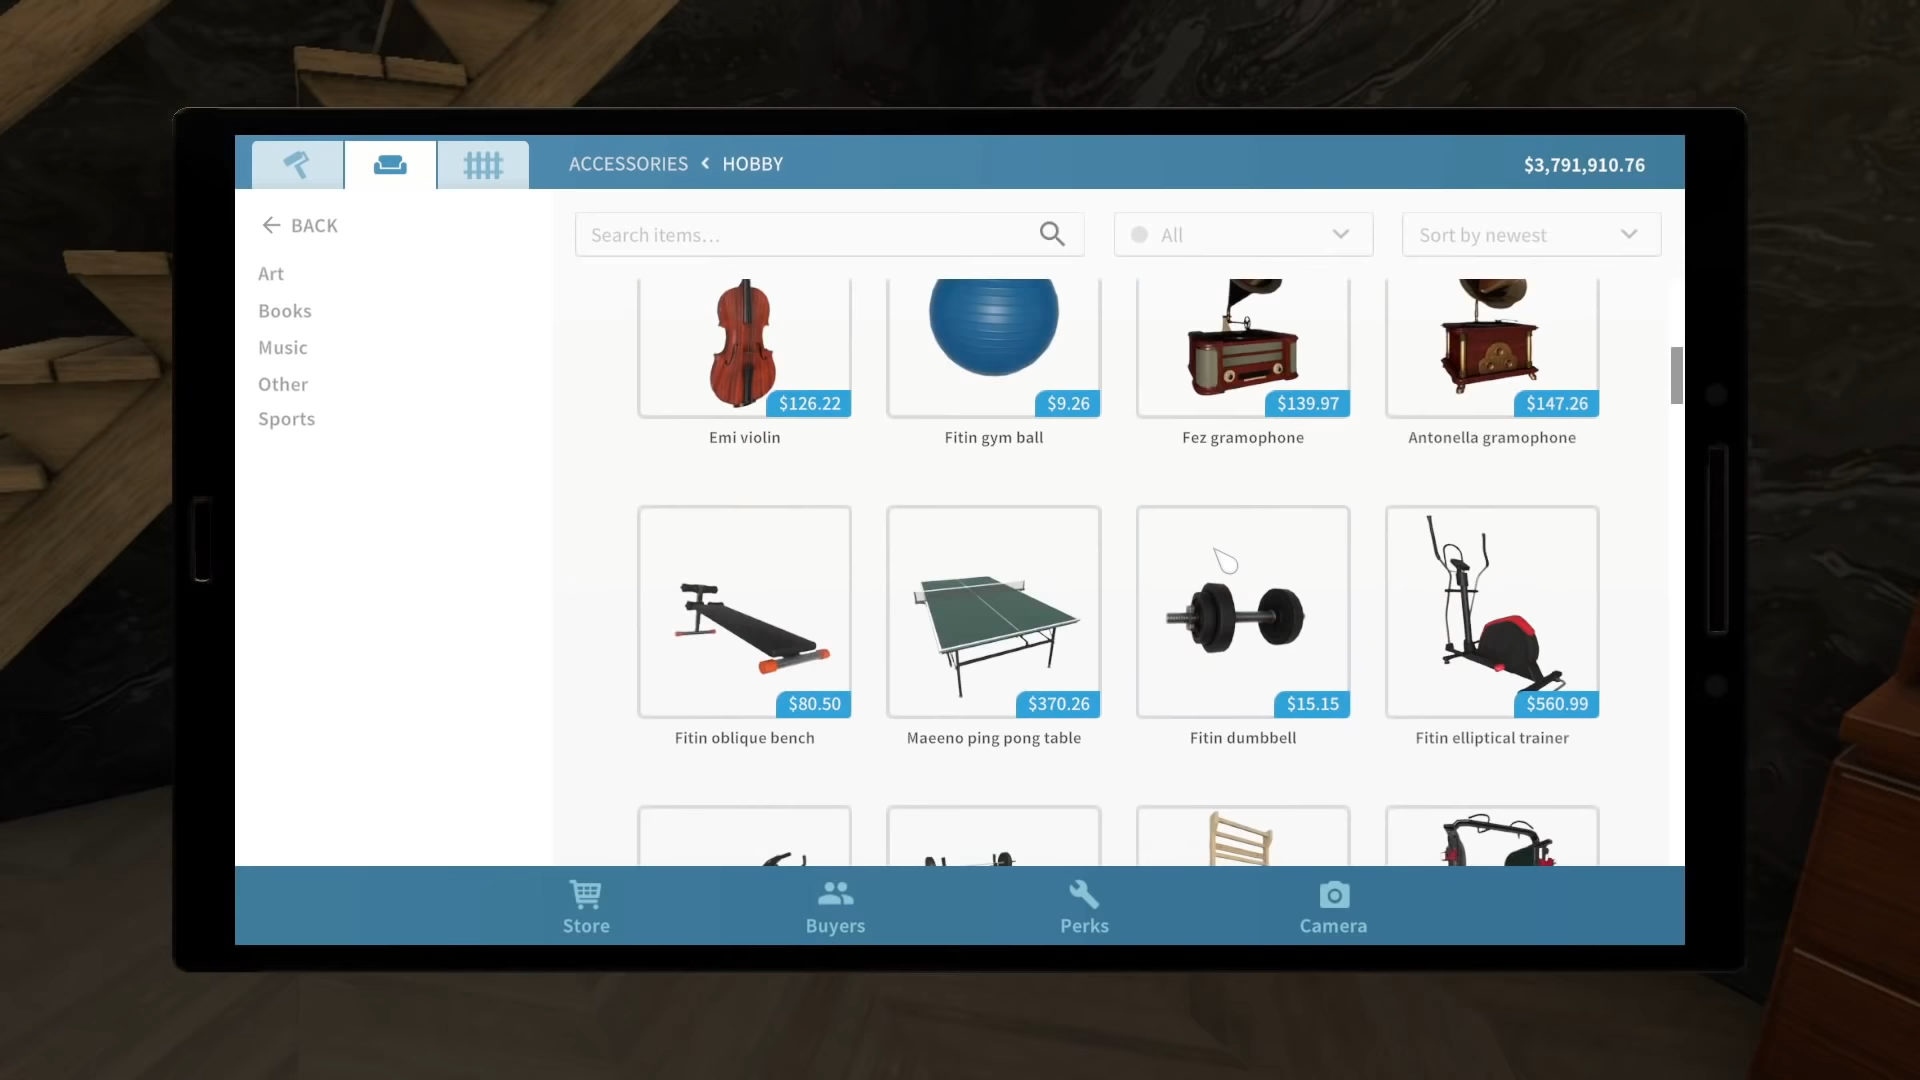 ACCESSORIES < HOBBY
$3,791,910.76
BACK
Search items...
All
Sort by newest
Art
Books
Music
Other
Sports
$126.22
$9.26
$139.97
$147.26
Emi violin
Fitin gym ball
Fez gramophone
Antonella gramophone
$80.50
$370.26
$15.15
$560.99
Fitin oblique bench
Maeeno ping pong table
Fitin dumbbell
Fitin elliptical trainer
Store
Buyers
Perks
Camera